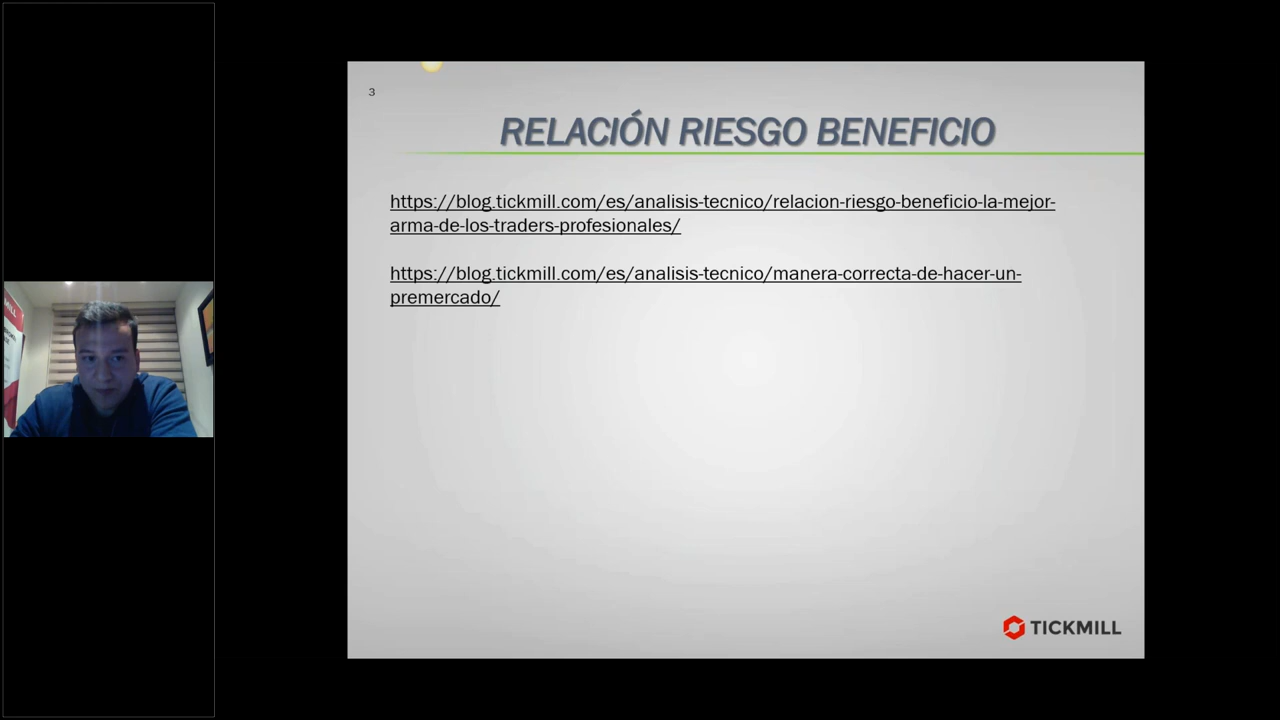 3
RELACIÓN RIESGO BENEFICIO
https://blog.tickmill.com/es/analisis-tecnico/relacion-riesgo-beneficio-la-mejor-
arma-de-los-traders-profesionales/
https://blog.tickmill.com/es/analisis-tecnico/manera-correcta-de-hacer-un-
premercado/
TICKMILL